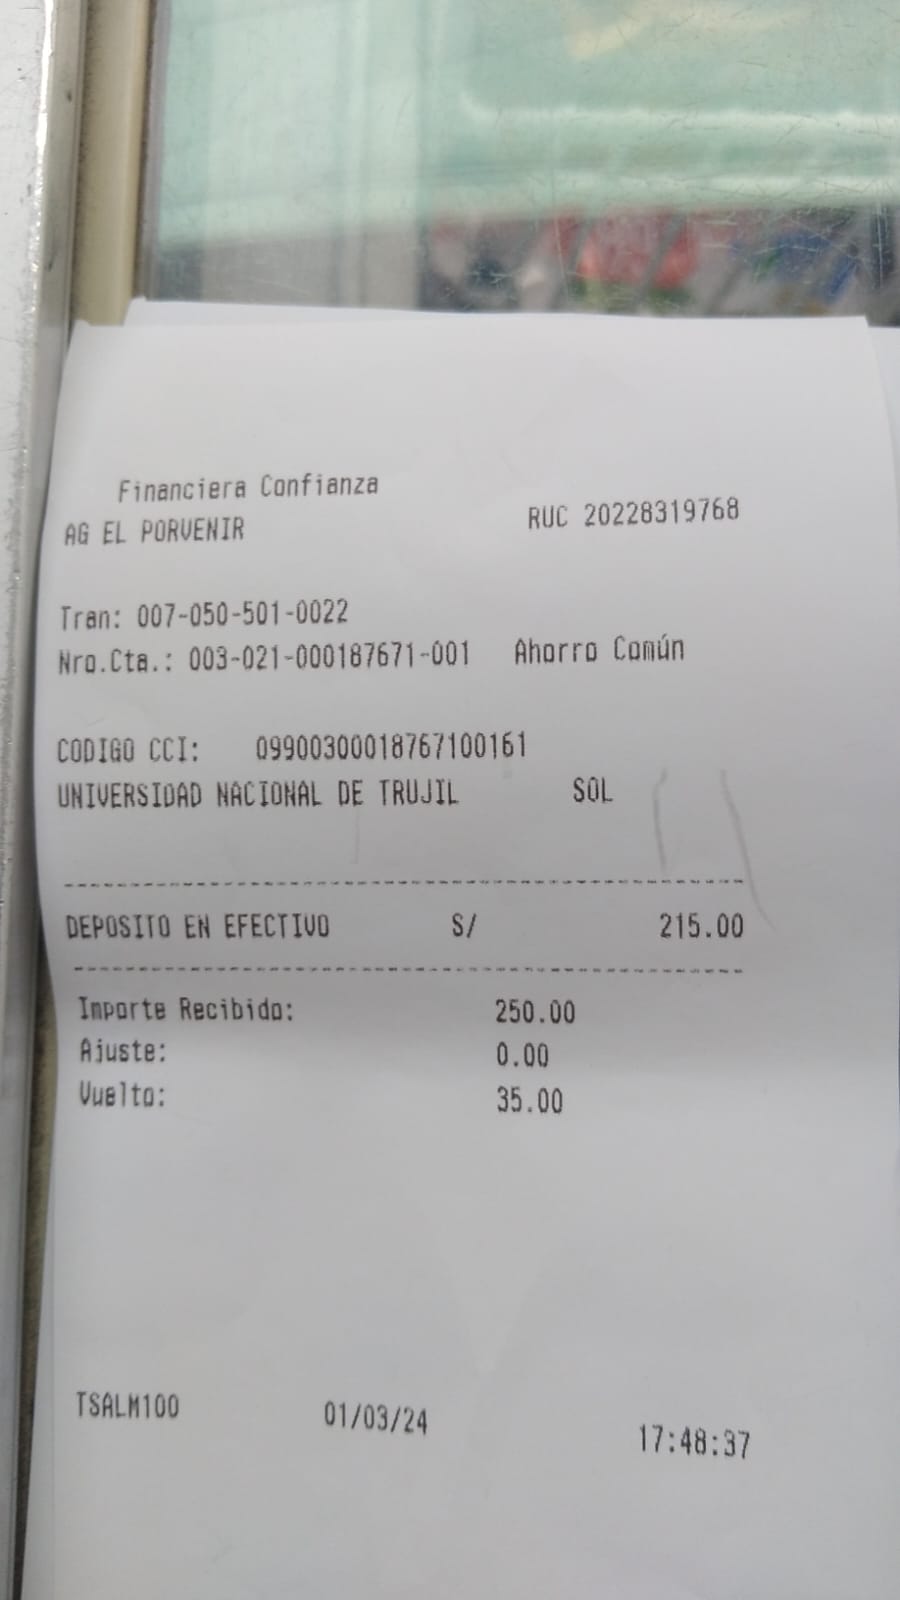 Financiera Confianza
AG EL PORVENIR RUC 20228319768
Tran: 007-050-501-0022
Nro.Cta.: 003-021-000187671-001 Ahorro Común
CODIGO CCI: 09900300018767100161
UNIVERSIDAD NACIONAL DE TRUJIL SOL
DEPOSITO EN EFECTIVO S/ 215.00
Importe Recibido: 250.00
Ajuste: 0.00
Vuelto: 35.00
TSALM100 01/03/24 17:48:37